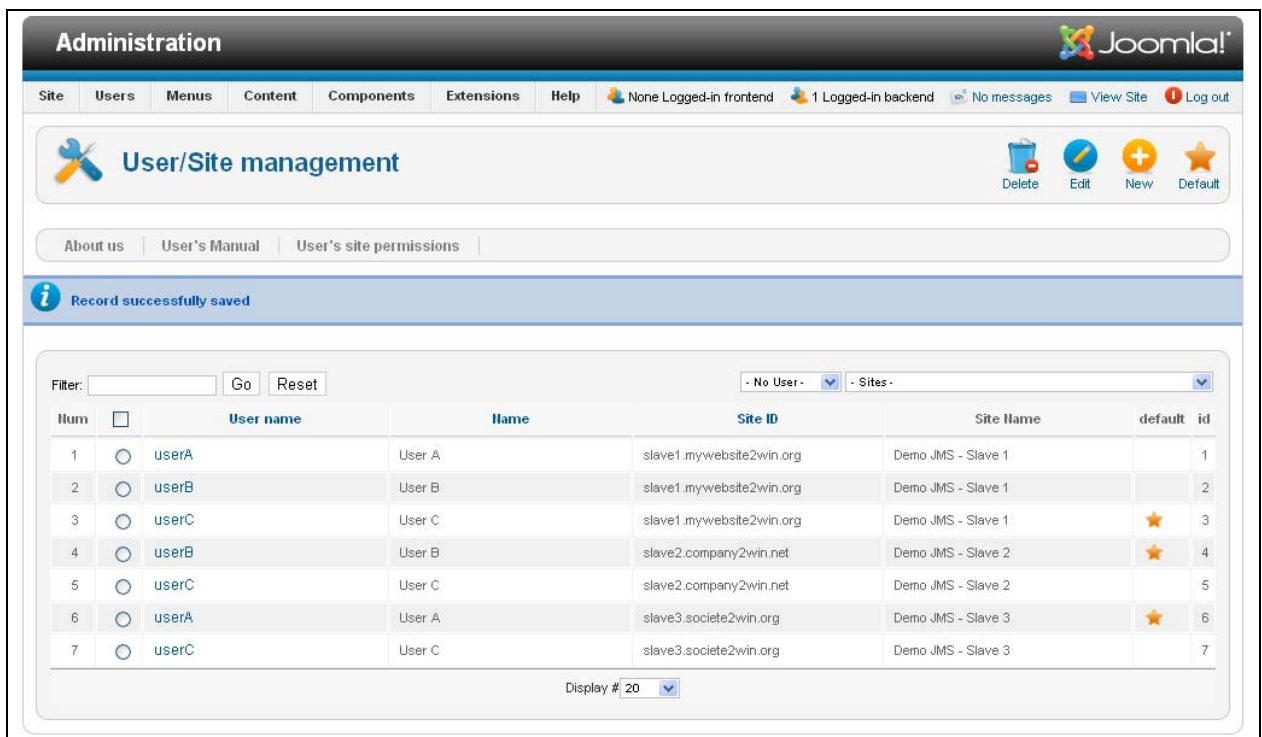 Administration Joomla!
Site Users Menus Content Components Extensions Help None Logged-in frontend 1 Logged-in backend No messages View Site Log out
User/Site management
Delete Edit New Default
About us User's Manual User's site permissions
Record successfully saved
Filter: Go Reset - No User - - Sites -
Num User name Name Site ID Site Name default id
1 userA User A slave1.mywebsite2win.org Demo JMS - Slave 1 1
2 userB User B slave1.mywebsite2win.org Demo JMS - Slave 1 2
3 userC User C slave1.mywebsite2win.org Demo JMS - Slave 1 3
4 userB User B slave2.company2win.net Demo JMS - Slave 2 4
5 userC User C slave2.company2win.net Demo JMS - Slave 2 5
6 userA User A slave3.societe2win.org Demo JMS - Slave 3 6
7 userC User C slave3.societe2win.org Demo JMS - Slave 3 7
Display # 20